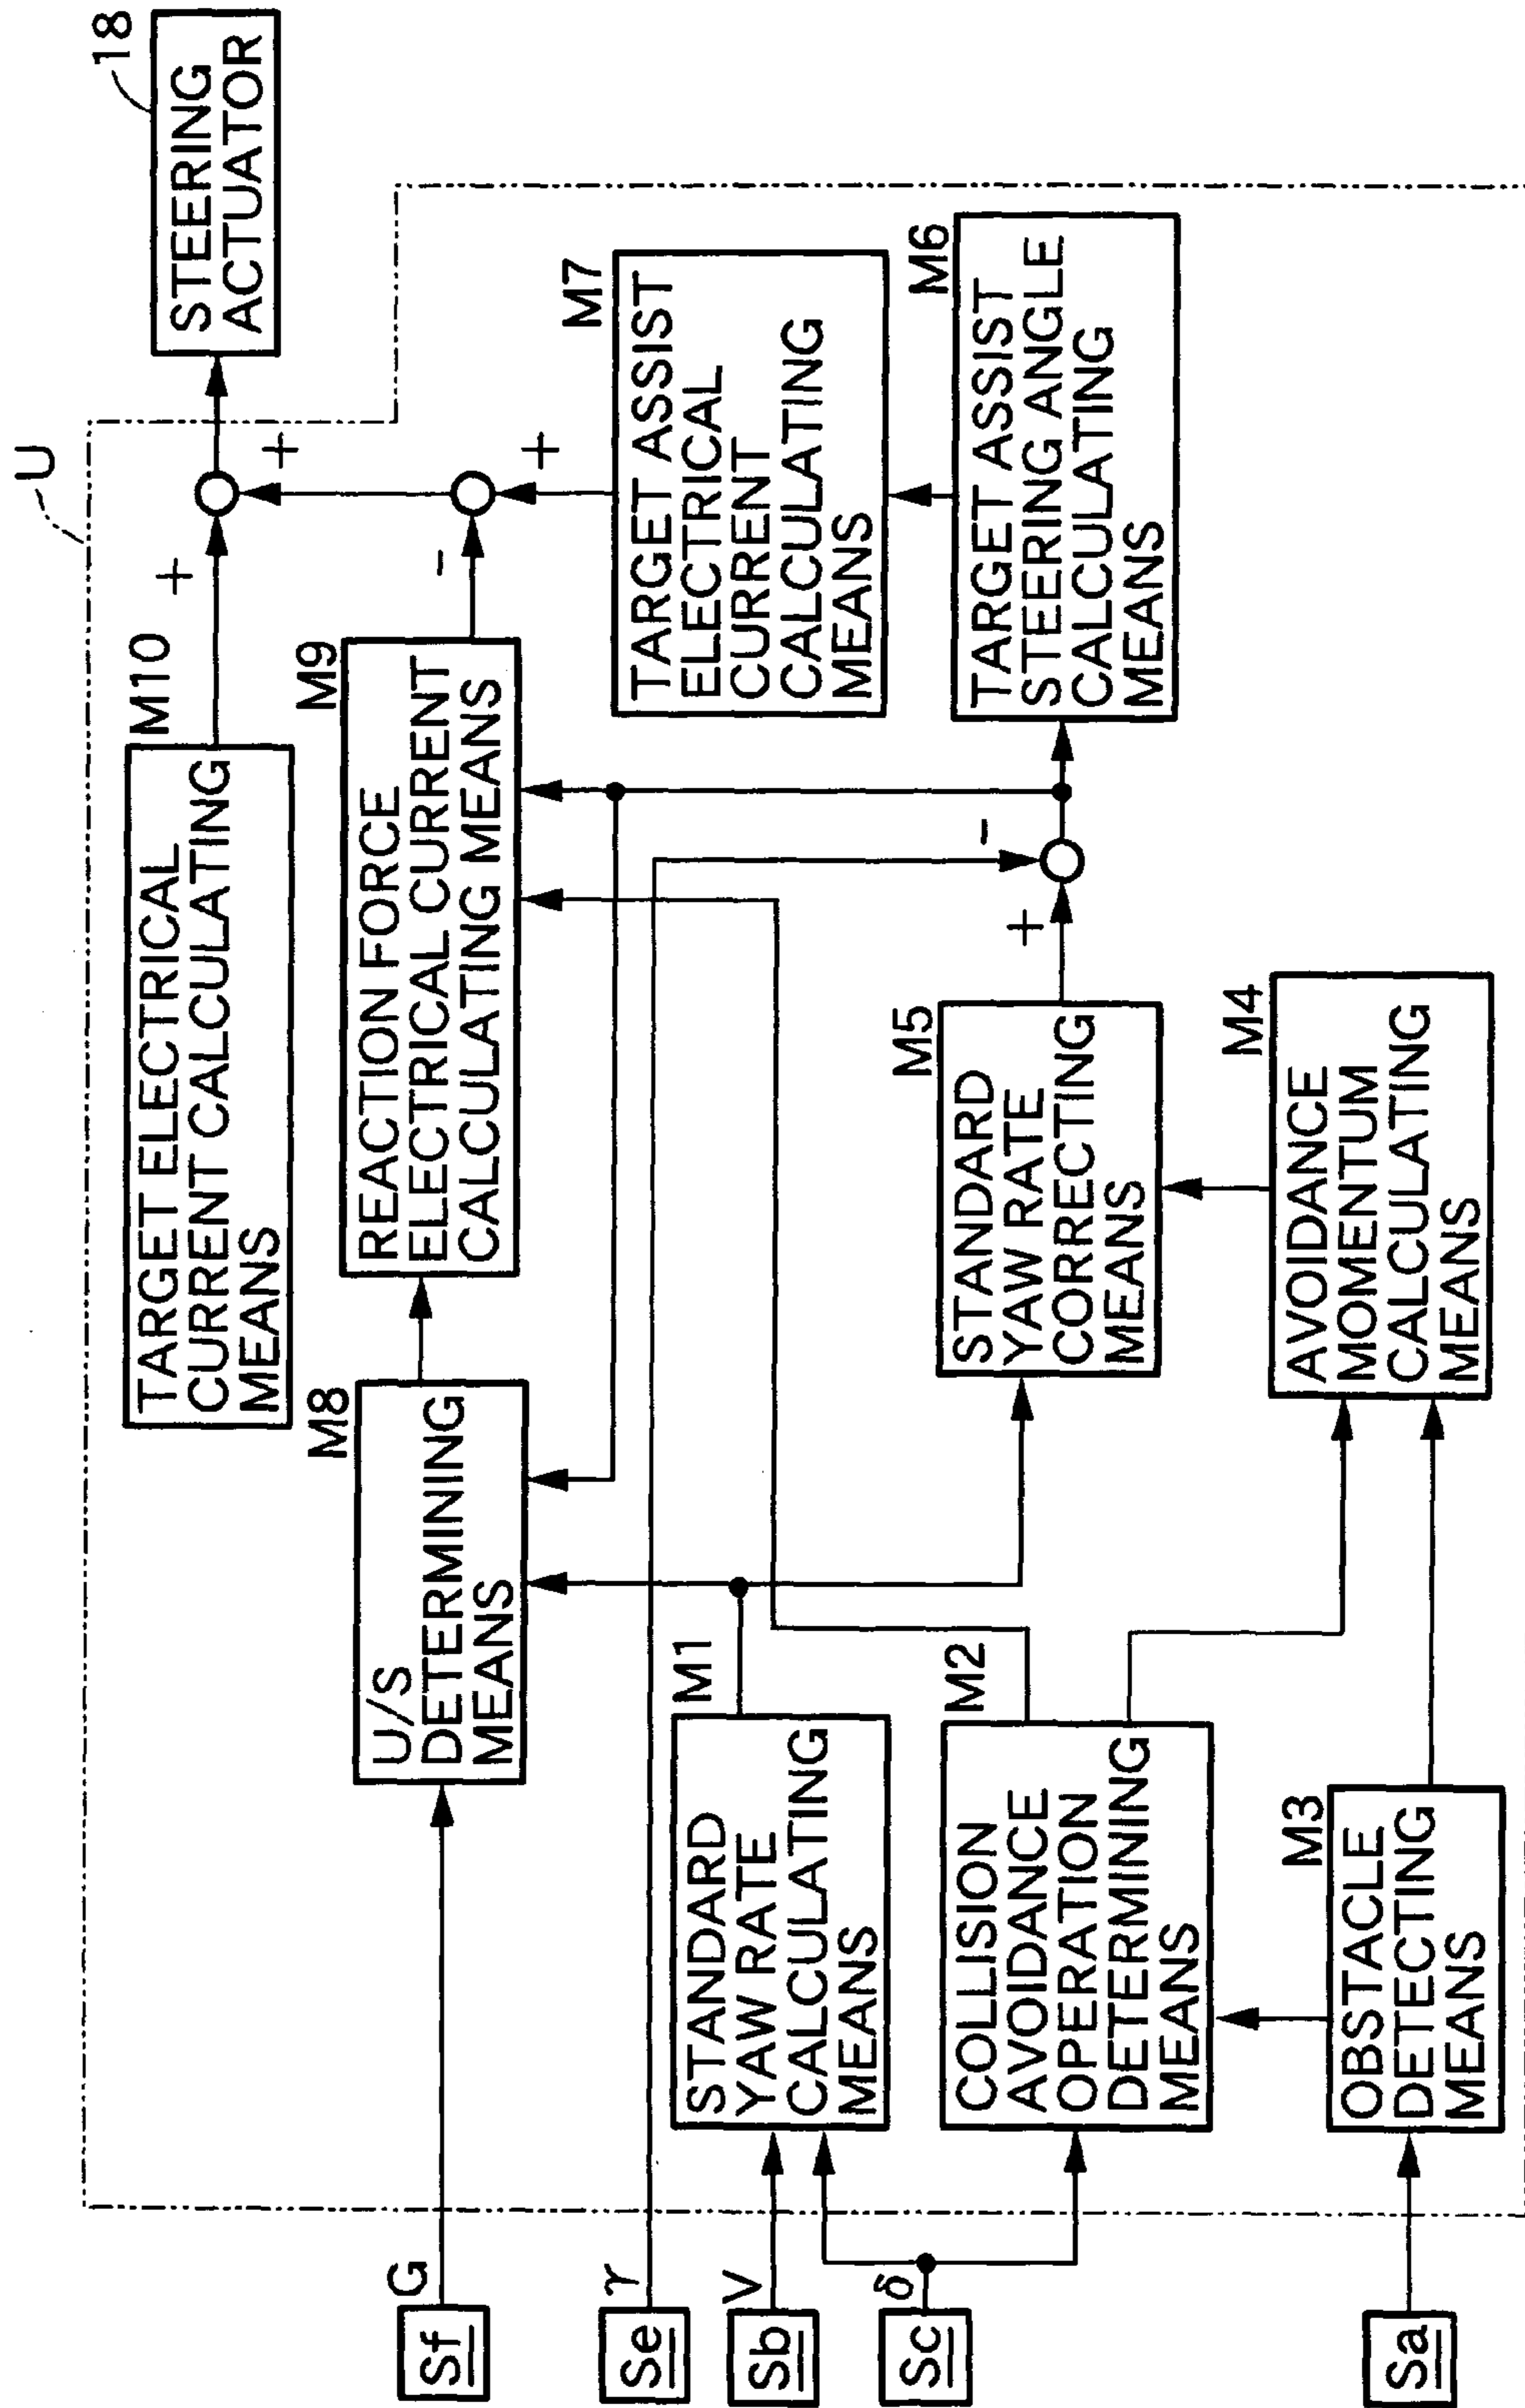 U
18
STEERING
ACTUATOR
M10
TARGET ELECTRICAL
CURRENT CALCULATING
MEANS
+
+
M9
REACTION FORCE
ELECTRICAL CURRENT
CALCULATING MEANS
-
+
M8
U/S
DETERMINING
MEANS
M7
TARGET ASSIST
ELECTRICAL
CURRENT
CALCULATING
MEANS
M6
TARGET ASSIST
STEERING ANGLE
CALCULATING
MEANS
G
Sf
γ
Se
V
Sb
δ
Sc
Sa
M1
STANDARD
YAW RATE
CALCULATING
MEANS
M2
COLLISION
AVOIDANCE
OPERATION
DETERMINING
MEANS
M3
OBSTACLE
DETECTING
MEANS
M5
STANDARD
YAW RATE
CORRECTING
MEANS
+
-
M4
AVOIDANCE
MOMENTUM
CALCULATING
MEANS